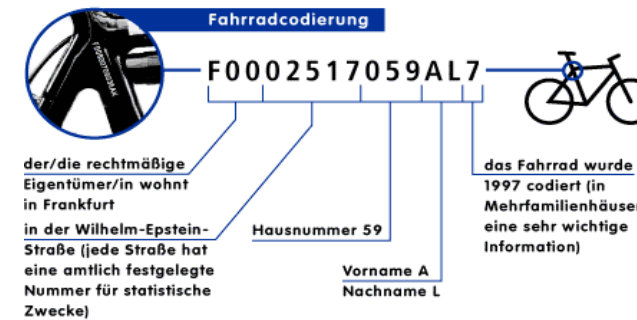 Fahrradcodierung
F0002517059AL7
der/die rechtmäßige
Eigentümer/in wohnt
in Frankfurt
in der Wilhelm-Epstein-
Straße (jede Straße hat
eine amtlich festgelegte
Nummer für statistische
Zwecke)
Hausnummer 59
Vorname A
Nachname L
das Fahrrad wurde
1997 codiert (in
Mehrfamilienhäuser
eine sehr wichtige
Information)